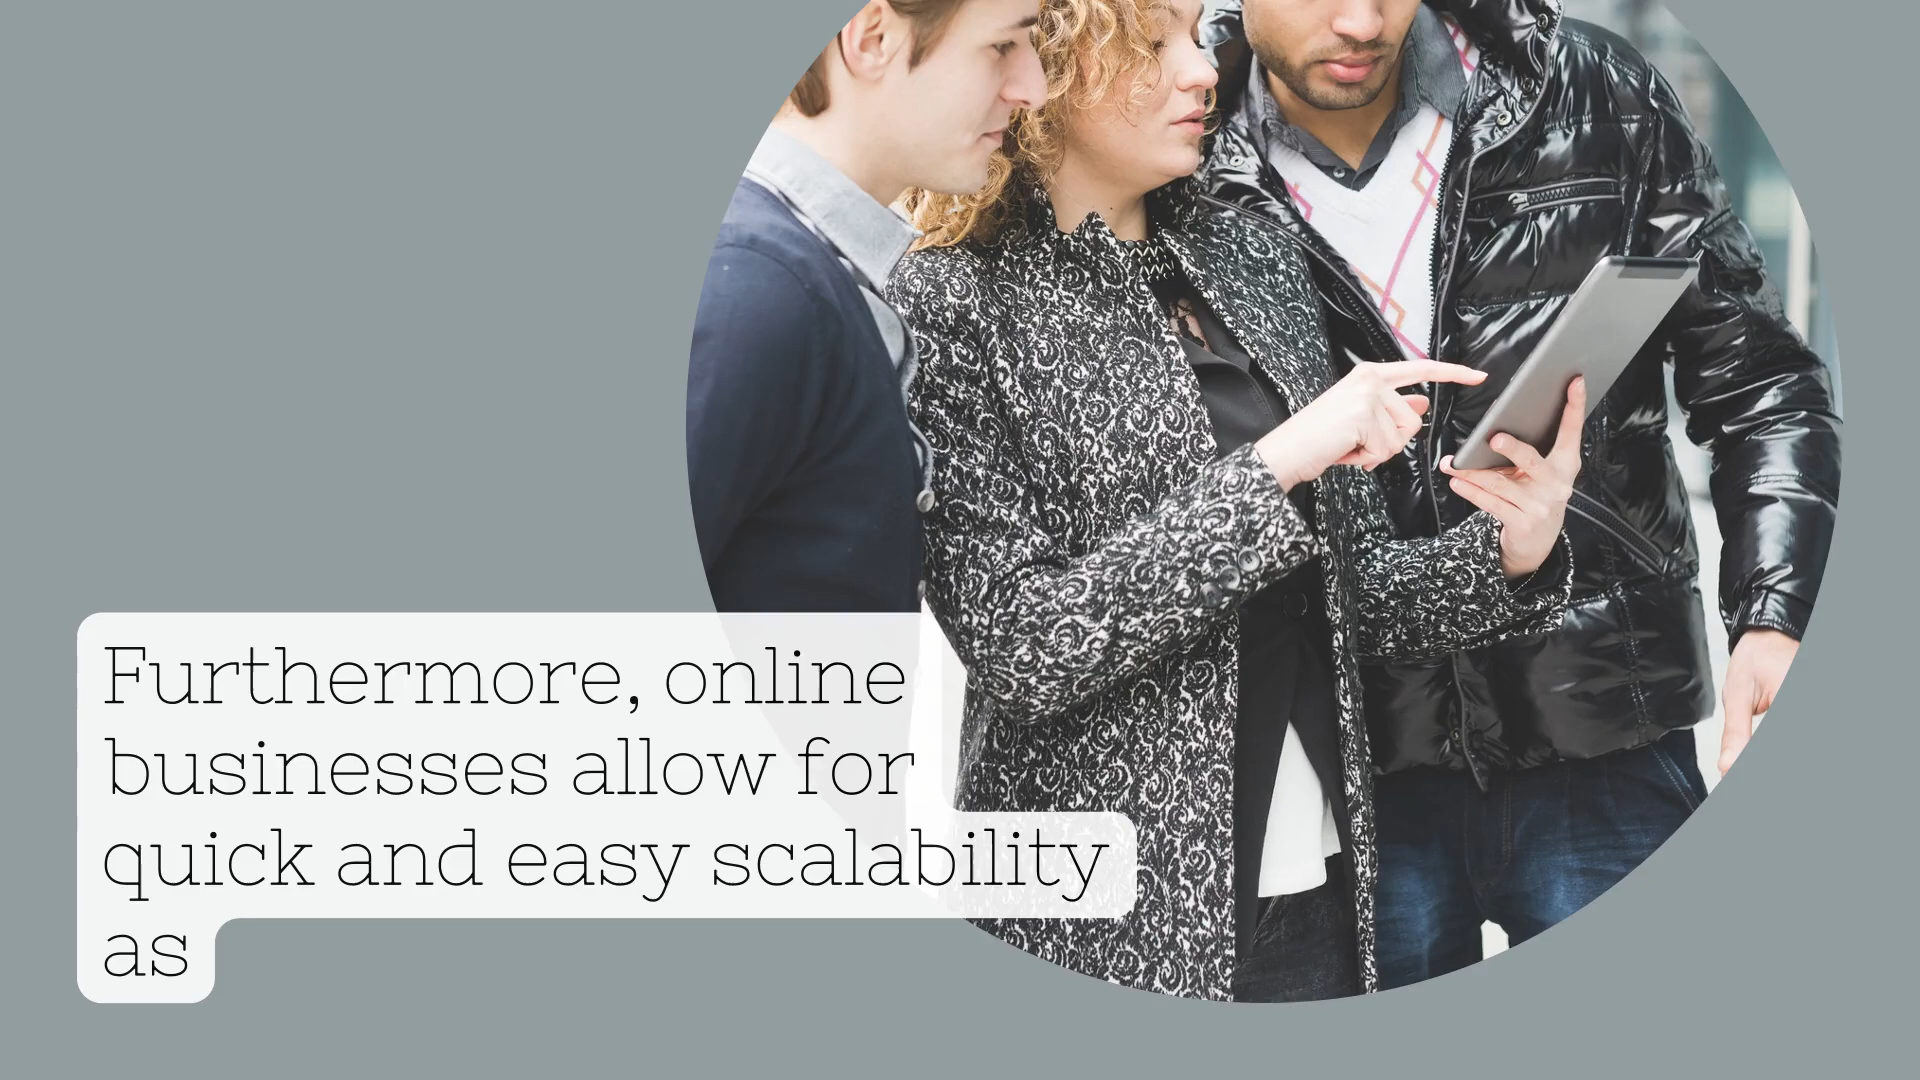 Furthermore, online
businesses allow for
quick and easy scalability
as